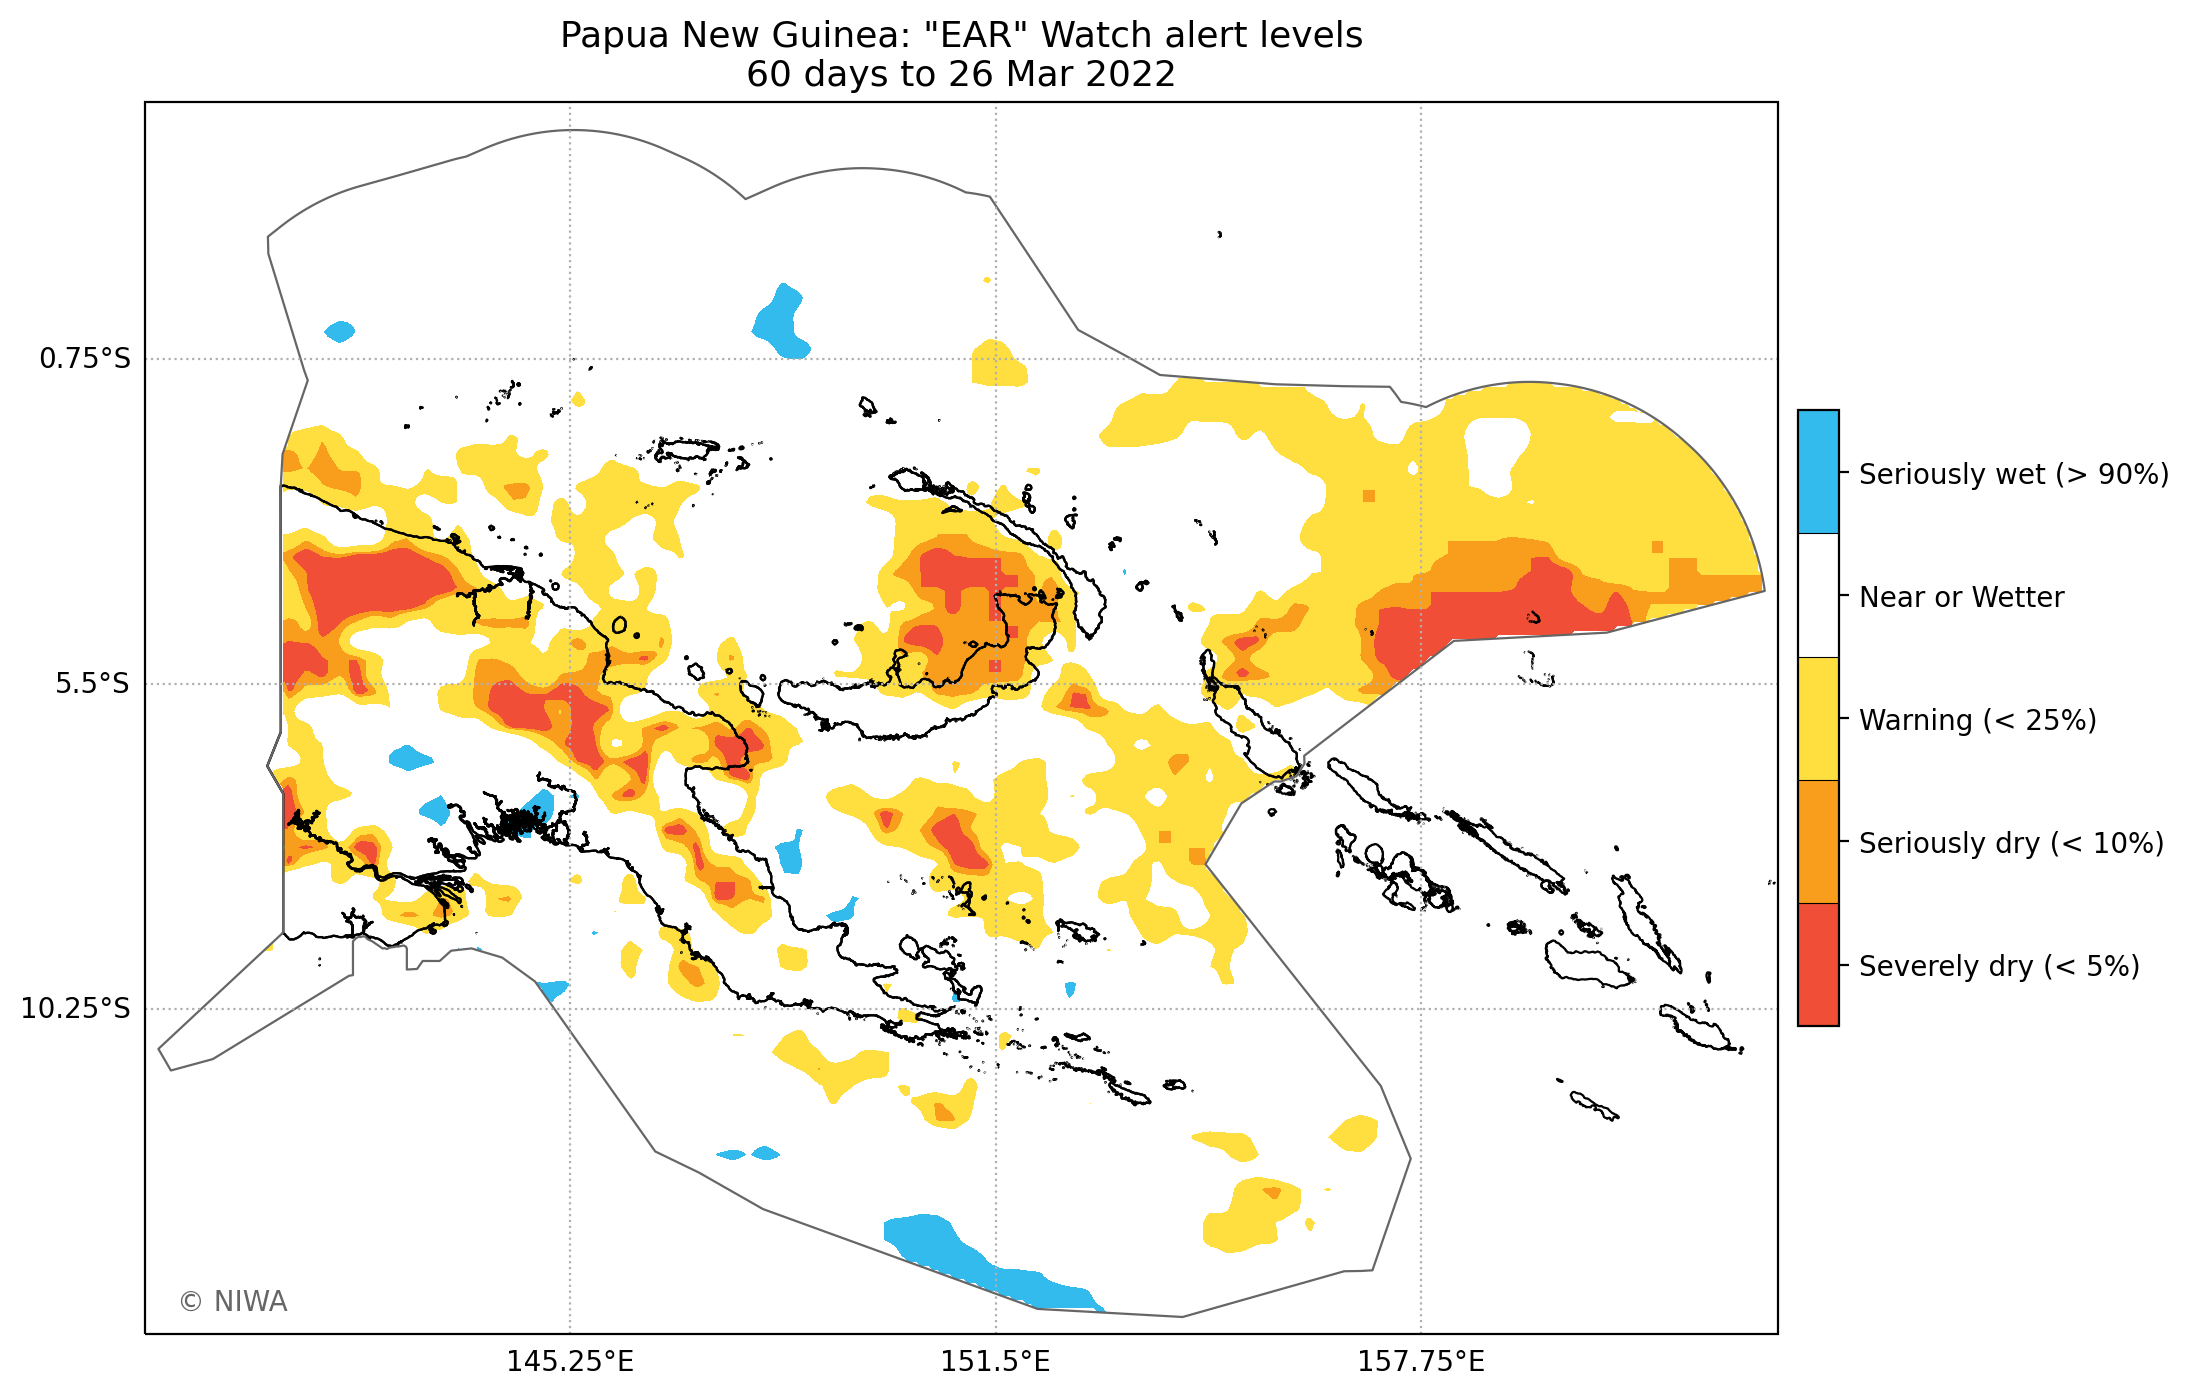 Papua New Guinea: "EAR" Watch alert levels
60 days to 26 Mar 2022
0.75°S
5.5°S
10.25°S
145.25°E
151.5°E
157.75°E
Seriously wet (> 90%)
Near or Wetter
Warning (< 25%)
Seriously dry (< 10%)
Severely dry (< 5%)
© NIWA